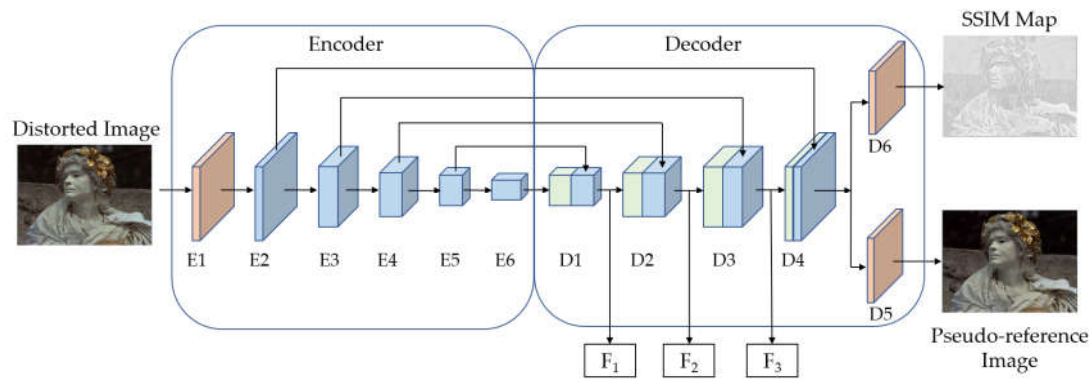 SSIM Map
Encoder
Decoder
Distorted Image
D6
E1
E2
E3
E4
E5
E6
D1
D2
D3
D4
D5
Pseudo-reference
Image
F₁
F₂
F₃